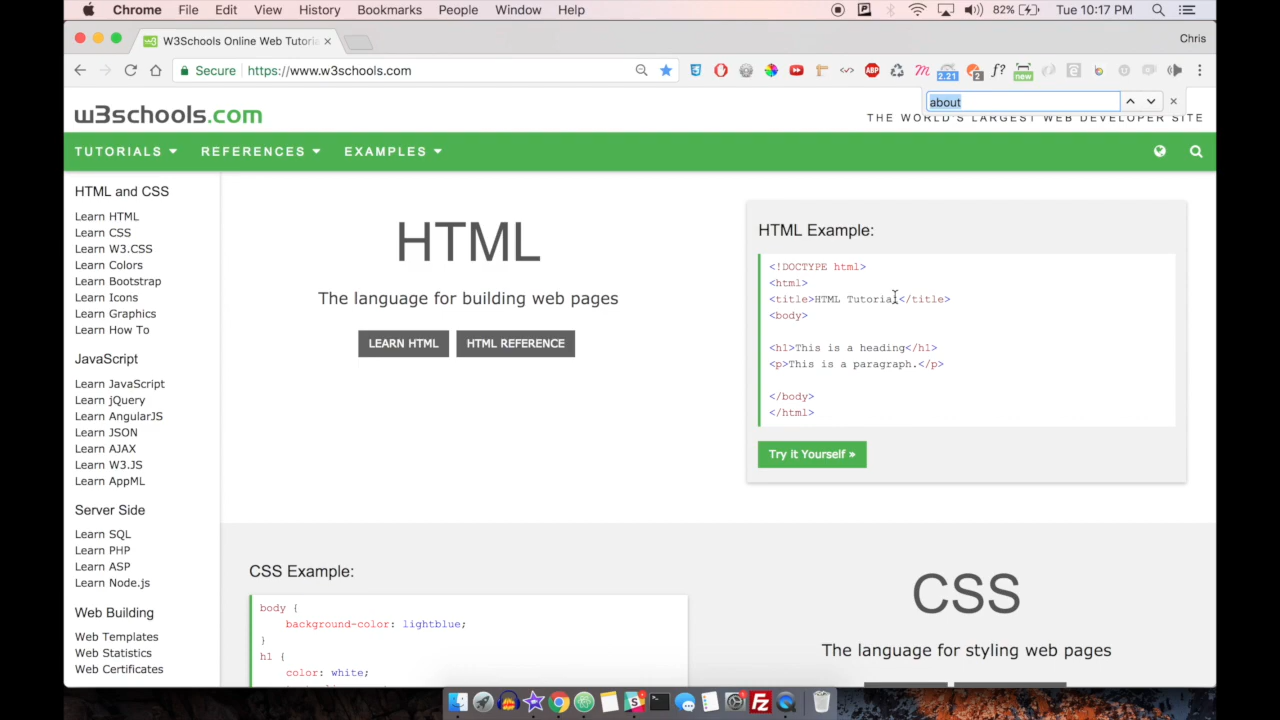 Chrome File Edit View History Bookmarks People Window Help 82% Tue 10:17 PM
W3Schools Online Web Tutoria Chris
Secure https://www.w3schools.com ABP 2.21 2 f? new
about
w3schools.com THE WORLD'S LARGEST WEB DEVELOPER SITE
TUTORIALS REFERENCES EXAMPLES
HTML and CSS
Learn HTML
Learn CSS
Learn W3.CSS
Learn Colors
Learn Bootstrap
Learn Icons
Learn Graphics
Learn How To
JavaScript
Learn JavaScript
Learn jQuery
Learn AngularJS
Learn JSON
Learn AJAX
Learn W3.JS
Learn AppML
Server Side
Learn SQL
Learn PHP
Learn ASP
Learn Node.js
Web Building
Web Templates
Web Statistics
Web Certificates
HTML
The language for building web pages
LEARN HTML HTML REFERENCE
HTML Example:
<!DOCTYPE html>
<html>
<title>HTML Tutorial</title>
<body>
<h1>This is a heading</h1>
<p>This is a paragraph.</p>
</body>
</html>
Try it Yourself »
CSS Example:
body {
background-color: lightblue;
}
h1 {
color: white;
CSS
The language for styling web pages